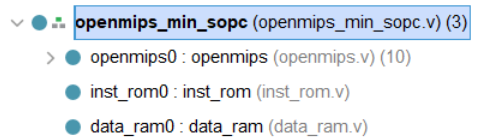 openmips_min_sopc (openmips_min_sopc.v) (3)
openmips0 : openmips (openmips.v) (10)
inst_rom0 : inst_rom (inst_rom.v)
data_ram0 : data_ram (data_ram.v)